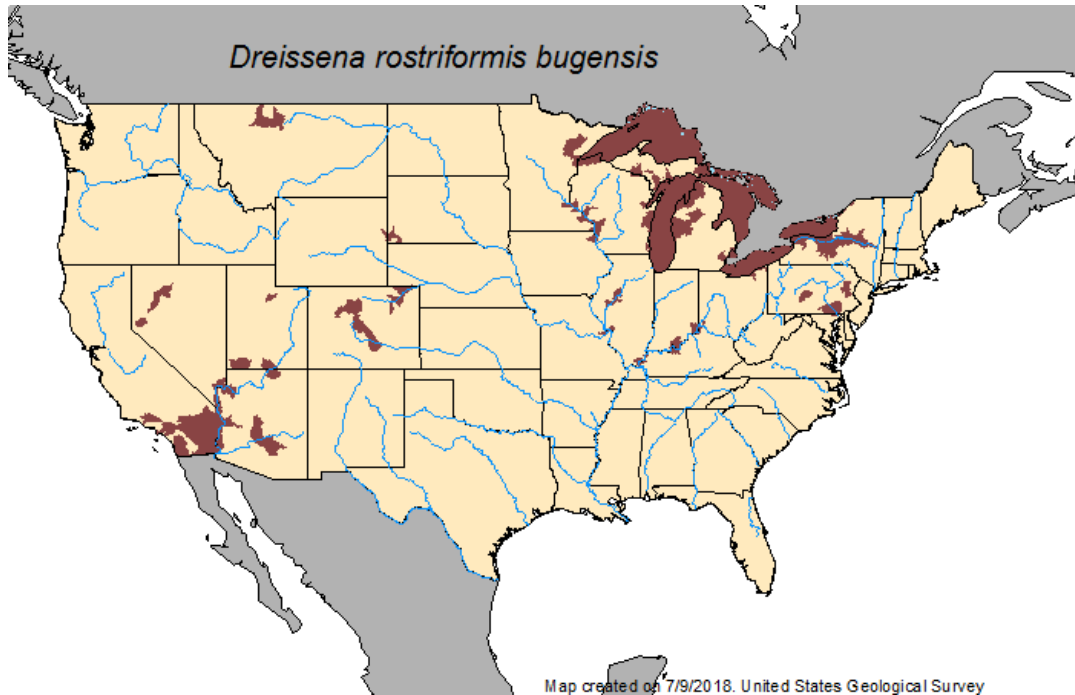 Dreissena rostriformis bugensis
Map created on 7/9/2018. United States Geological Survey